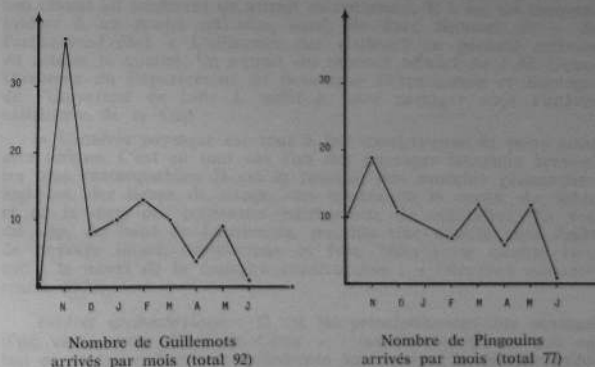 30
20
10
N D J F M A M J
Nombre de Guillemots
arrivés par mois (total 92)
30
20
10
N D J F M A M J
Nombre de Pingouins
arrivés par mois (total 77)